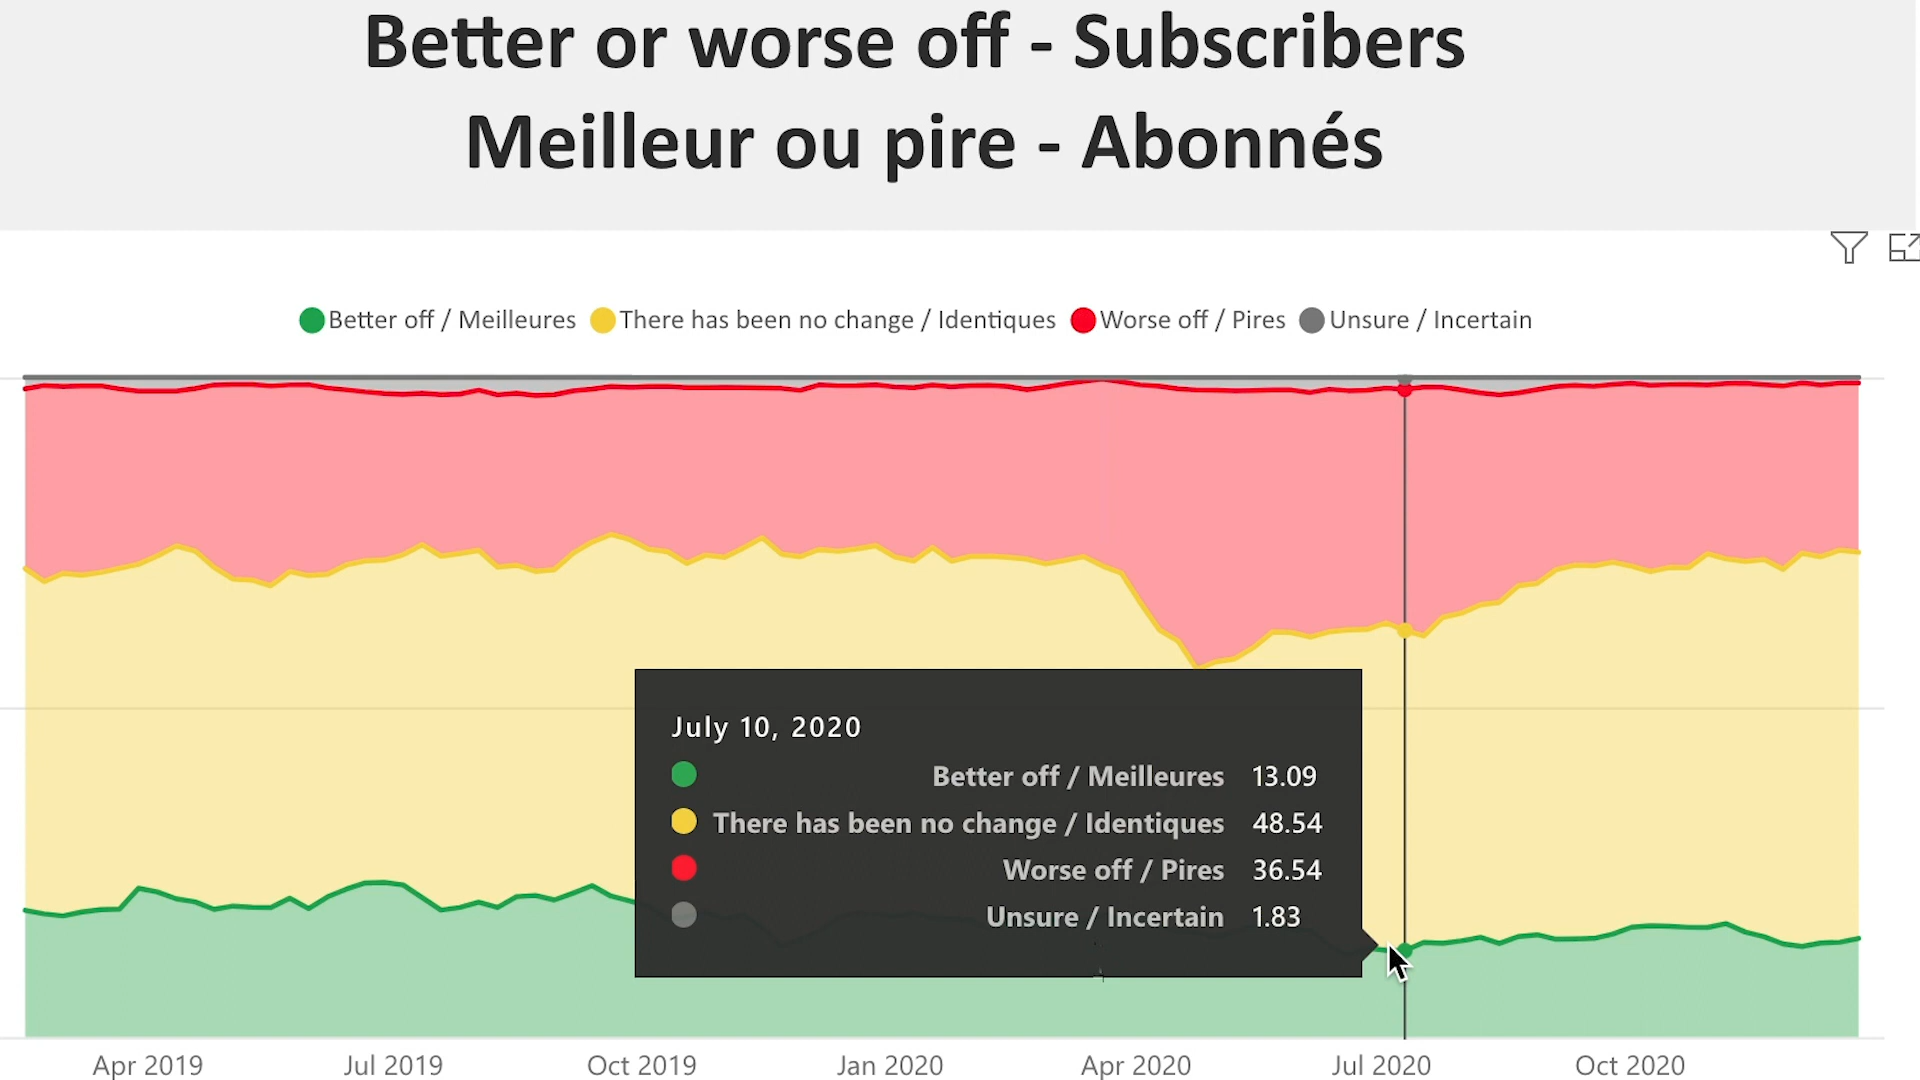 Better or worse off - Subscribers
Meilleur ou pire - Abonnés
Better off / Meilleures There has been no change / Identiques Worse off / Pires Unsure / Incertain
July 10, 2020
Better off / Meilleures 13.09
There has been no change / Identiques 48.54
Worse off / Pires 36.54
Unsure / Incertain 1.83
Apr 2019 Jul 2019 Oct 2019 Jan 2020 Apr 2020 Jul 2020 Oct 2020